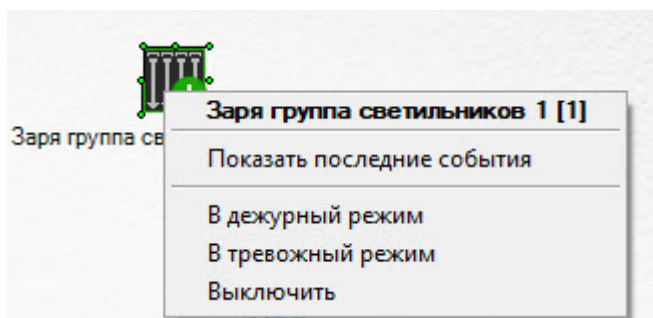 Заря группа светильников 1 [1]
Заря группа св
Показать последние события
В дежурный режим
В тревожный режим
Выключить